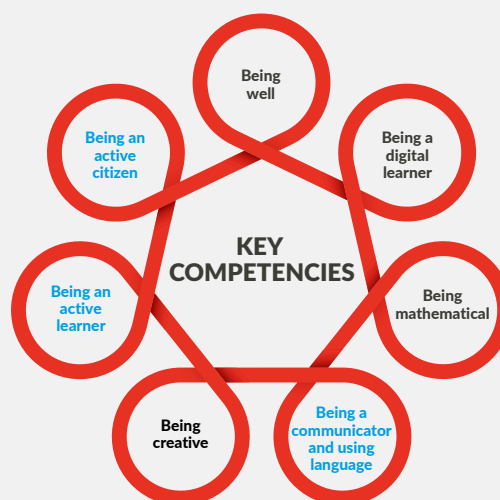 Being
well
Being an
active
citizen
Being a
digital
learner
KEY
COMPETENCIES
Being an
active
learner
Being
mathematical
Being
creative
Being a
communicator
and using
language